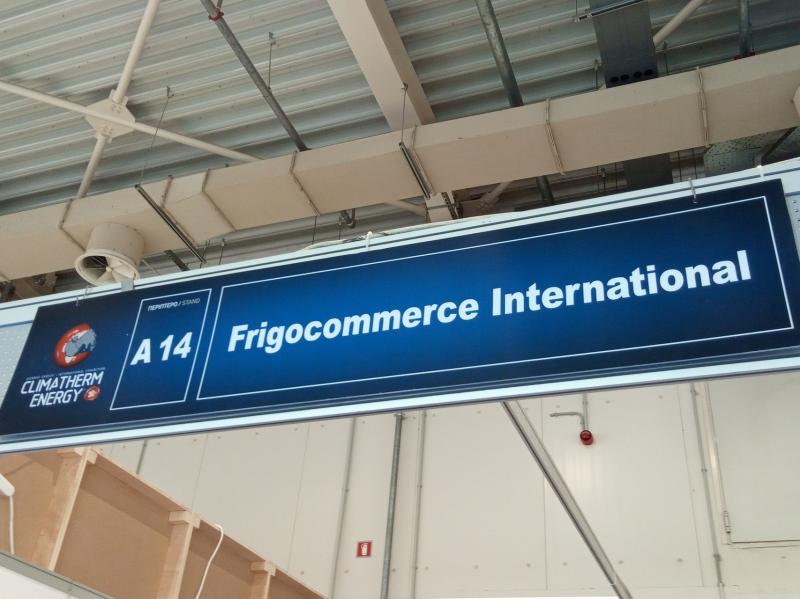 ΠΕΡΙΠΤΕΡΟ / STAND
A 14
Frigocommerce International
CLIMATHERM
ENERGY